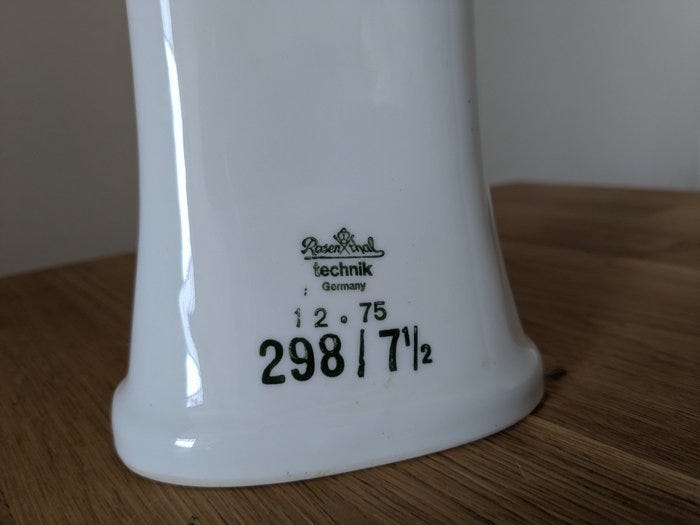 Rosenthal
technik
Germany
12.75
298/7½